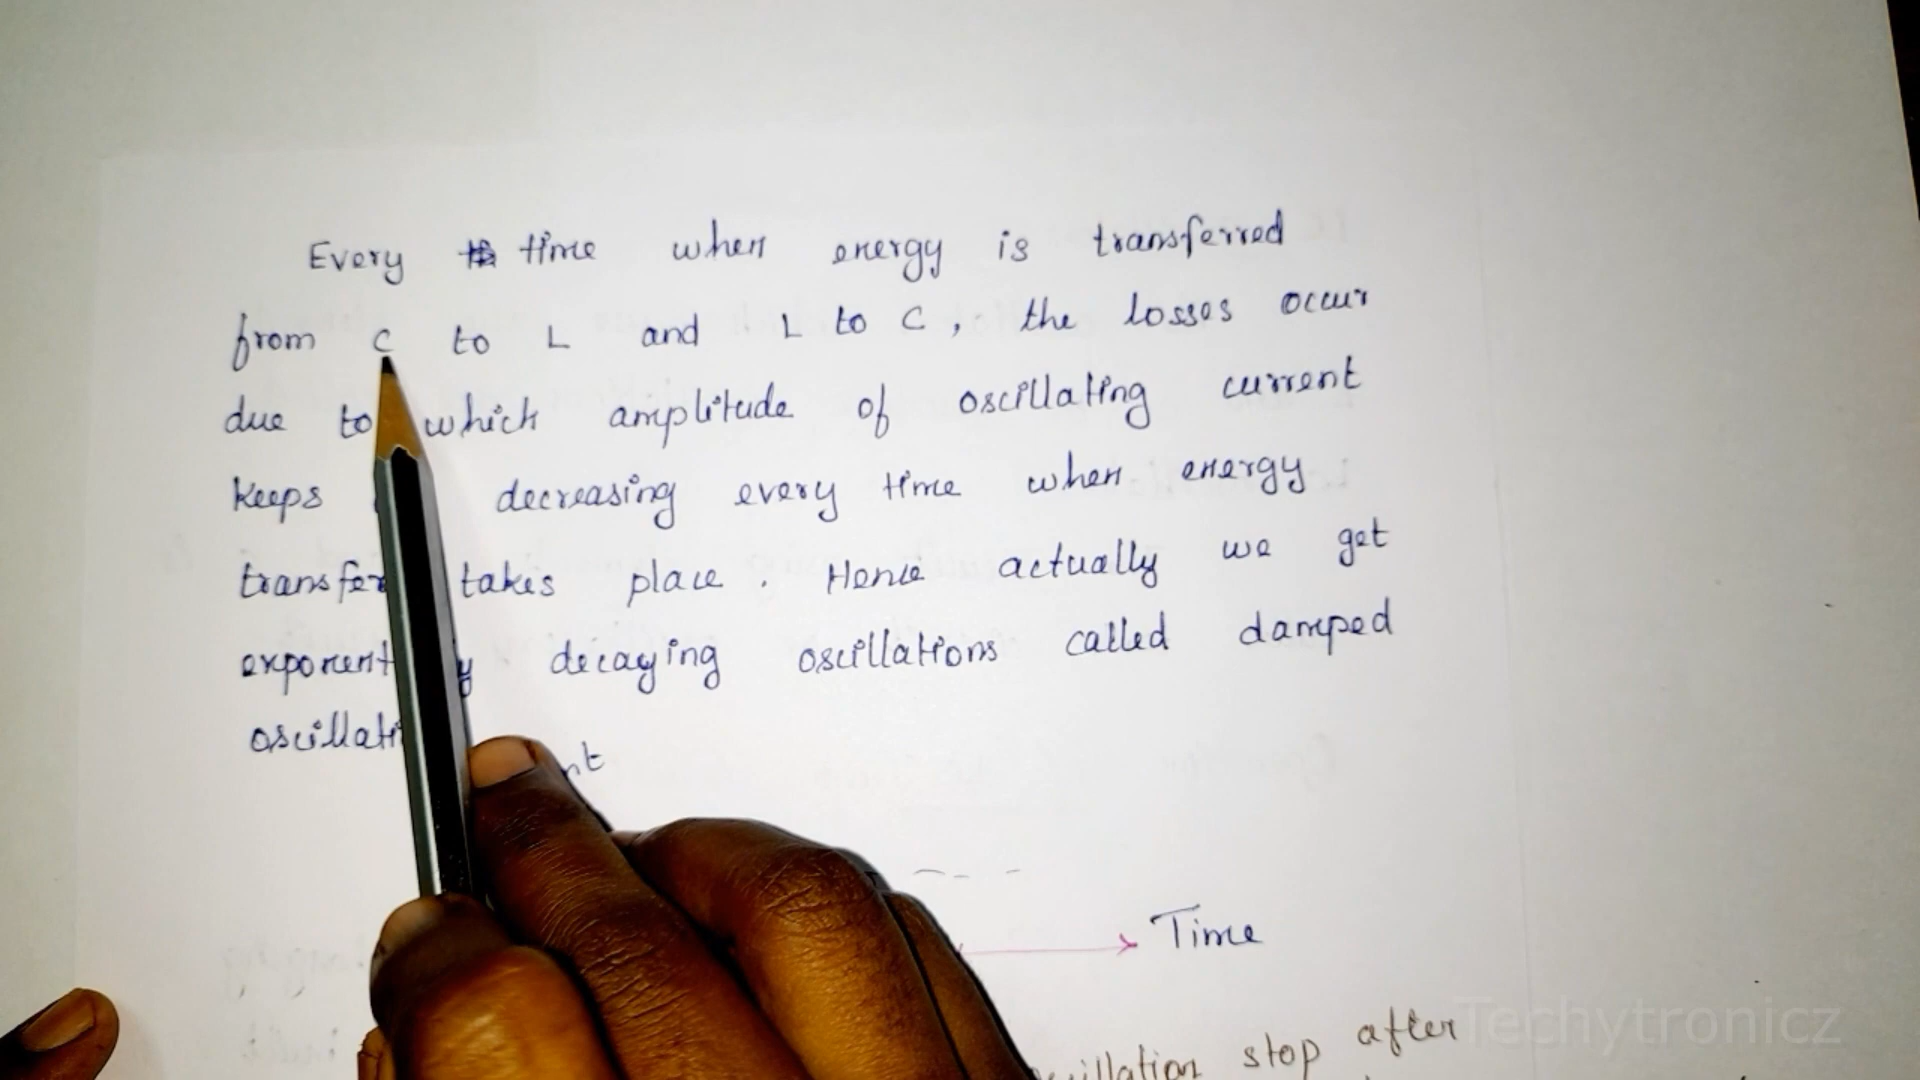 Every time when energy is transferred
from C to L and L to C, the losses occur
due to which amplitude of oscillating current
keeps decreasing every time when energy
transfer takes place. Hence actually we get
decaying oscillations called damped
Time
stop after
Techytronicz